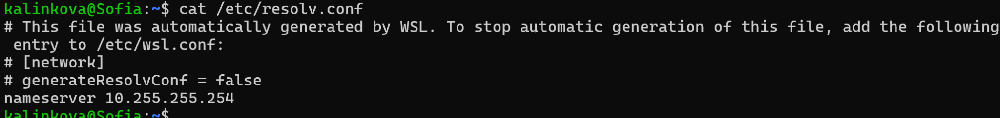 kalinkova@Sofia:~$ cat /etc/resolv.conf
# This file was automatically generated by WSL. To stop automatic generation of this file, add the following
 entry to /etc/wsl.conf:
# [network]
# generateResolvConf = false
nameserver 10.255.255.254
kalinkova@Sofia:~$